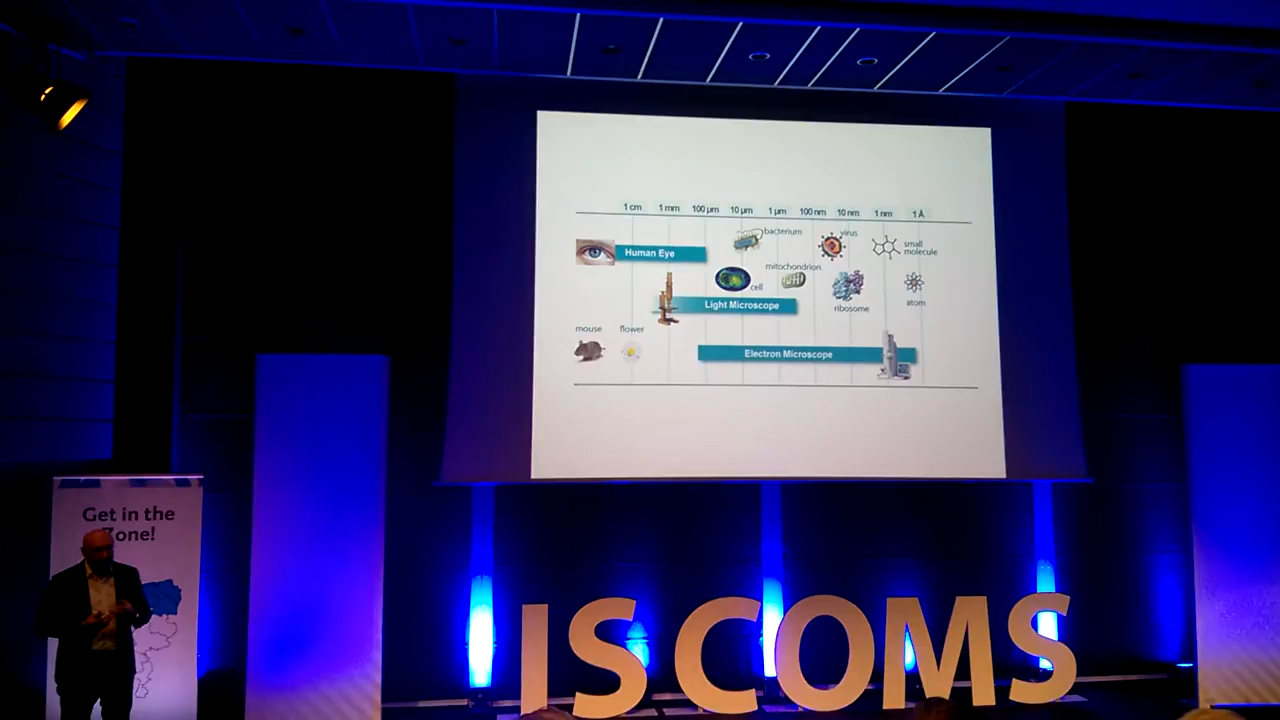 1 cm 1 mm 100 µm 10 µm 1 µm 100 nm 10 nm 1 nm 1 Å
bacterium
virus
small
molecule
Human Eye
mitochondrion
cell
ribosome
atom
Light Microscope
mouse
flower
Electron Microscope
Get in the
Zone!
ISCOMS